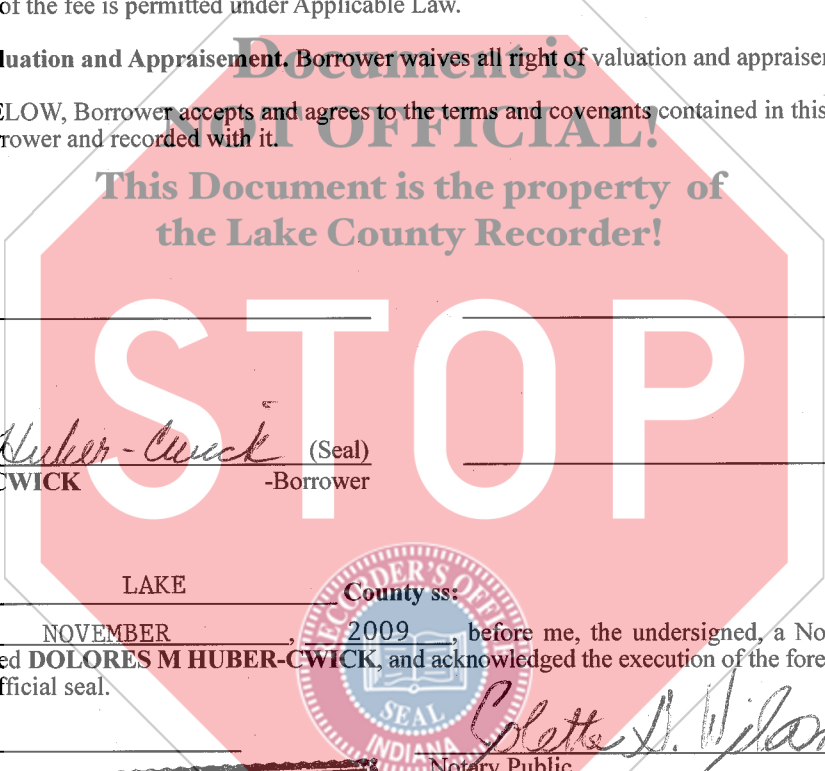 of the fee is permitted under Applicable Law.
luation and Appraisement. Borrower waives all right of valuation and appraiser
Document is
ELOW, Borrower accepts and agrees to the terms and covenants contained in this
NOT OFFICIAL!
rower and recorded with it.
This Document is the property of
the Lake County Recorder!
STOP
Huber-Cwick (Seal)
CWICK -Borrower
LAKE County ss:
NOVEMBER, 2009, before me, the undersigned, a No
ed DOLORES M HUBER-CWICK, and acknowledged the execution of the fore
fficial seal.
RECORDER'S OFFICE
SEAL
INDIANA
Colette D. Wilson
Notary Public